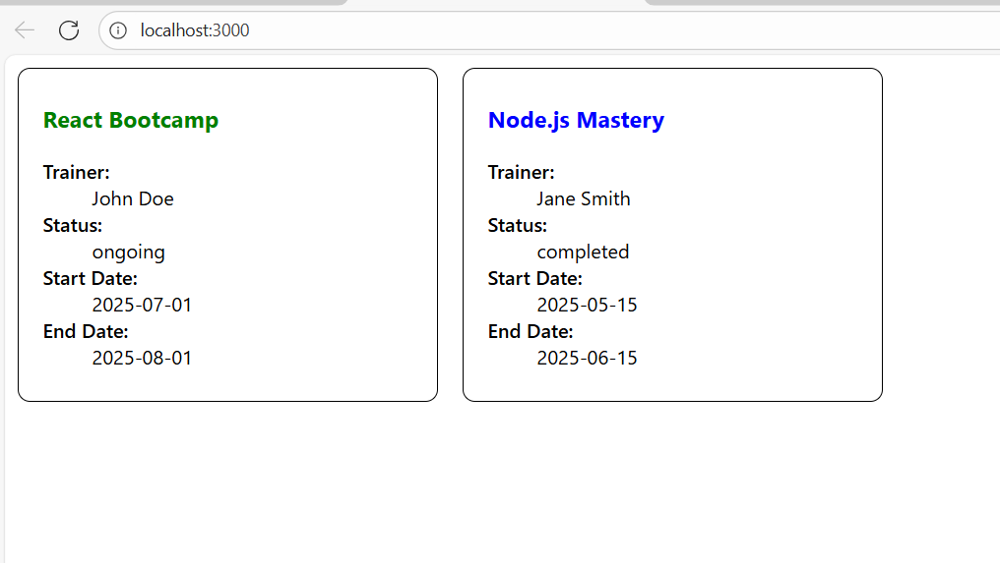 localhost:3000
React Bootcamp
Trainer:
John Doe
Status:
ongoing
Start Date:
2025-07-01
End Date:
2025-08-01
Node.js Mastery
Trainer:
Jane Smith
Status:
completed
Start Date:
2025-05-15
End Date:
2025-06-15